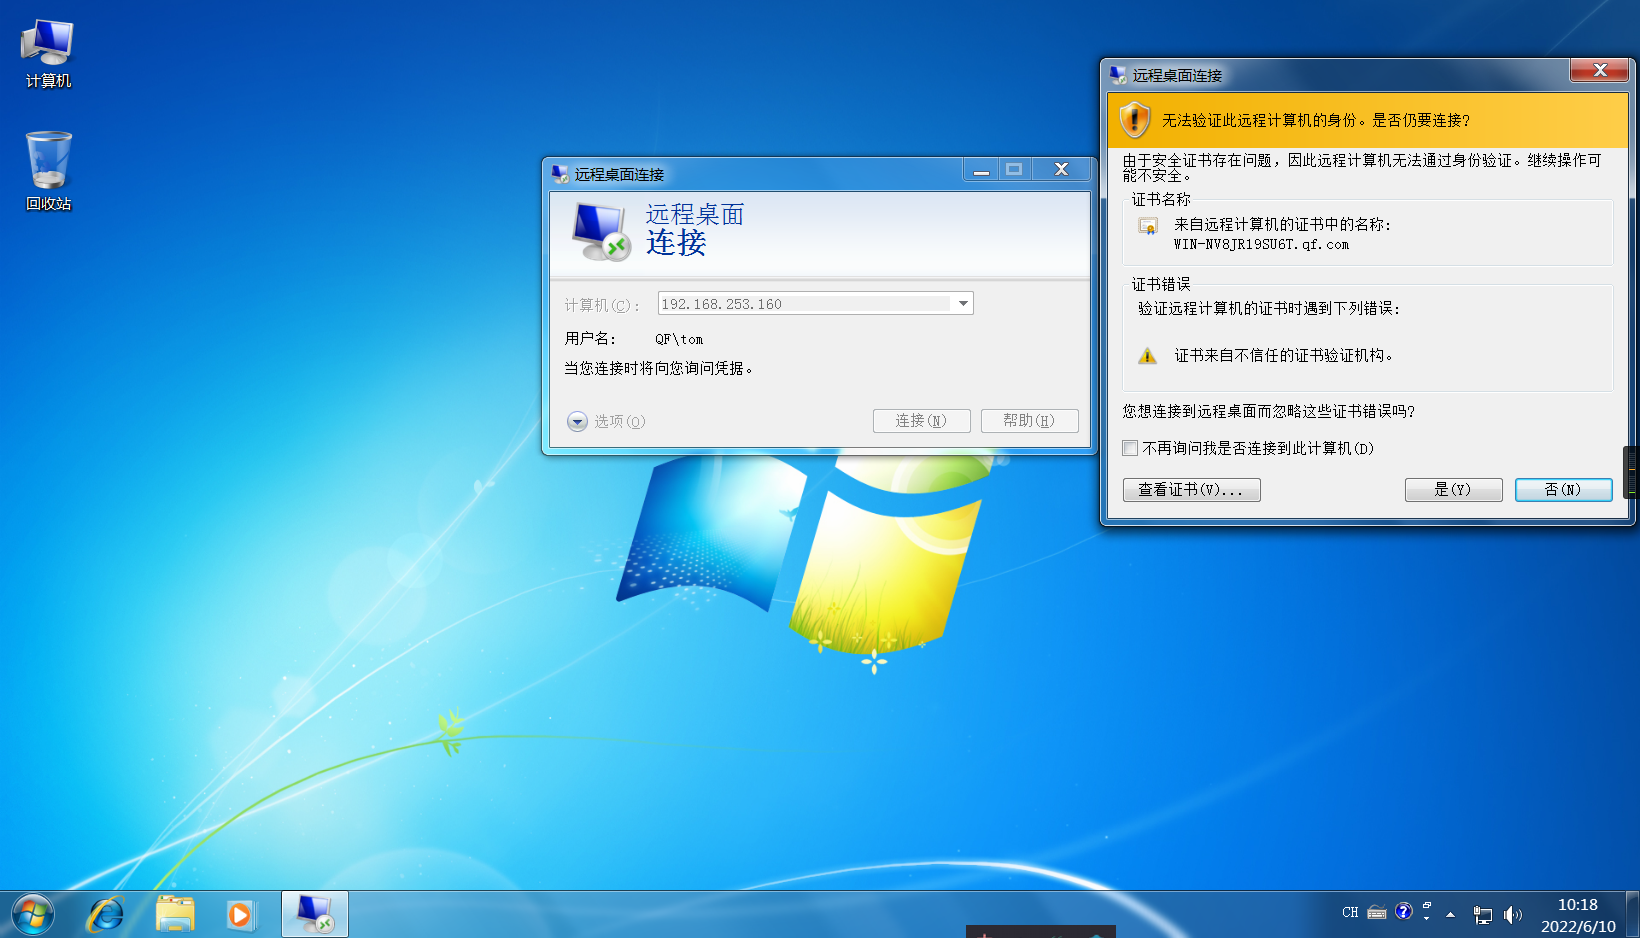 计算机
回收站
远程桌面连接
远程桌面
连接
计算机(C)：
192.168.253.160
用户名：
QF\tom
当您连接时将向您询问凭据。
选项(O)
连接(N)
帮助(H)
远程桌面连接
无法验证此远程计算机的身份。是否仍要连接？
由于安全证书存在问题，因此远程计算机无法通过身份验证。继续操作可
能不安全。
证书名称
来自远程计算机的证书中的名称：
WIN-NV8JR19SU6T.qf.com
证书错误
验证远程计算机的证书时遇到下列错误：
证书来自不信任的证书验证机构。
您想连接到远程桌面而忽略这些证书错误吗？
不再询问我是否连接到此计算机(D)
查看证书(V)...
是(Y)
否(N)
CH
10:18
2022/6/10